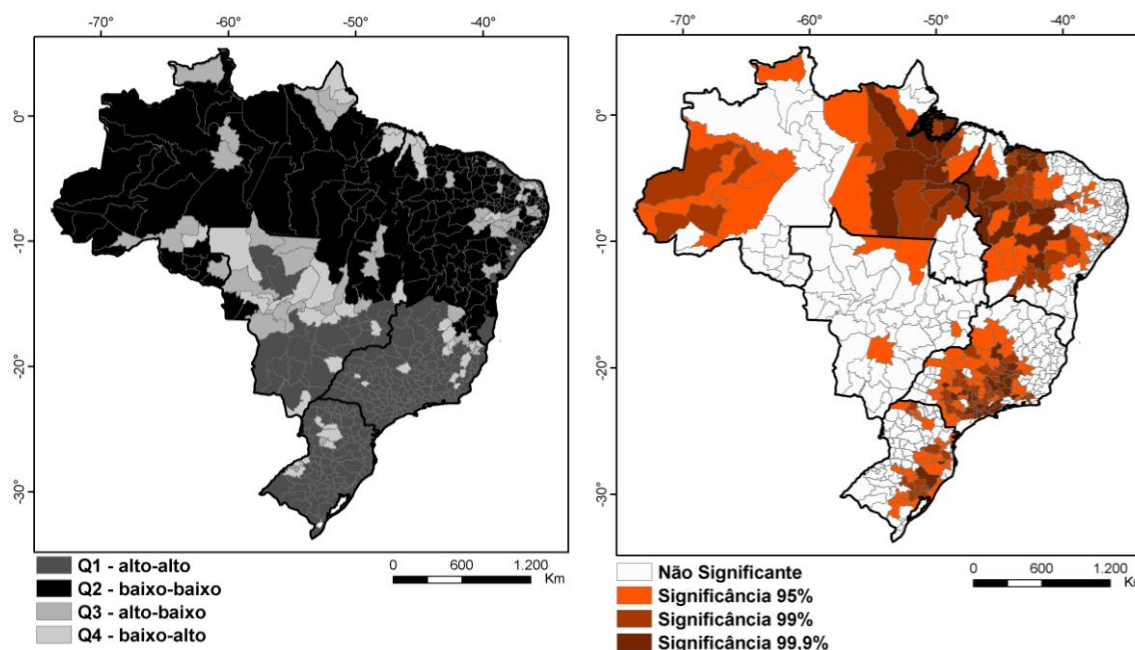 -70° -60° -50° -40°
0°
-10°
-20°
-30°
Q1 - alto-alto
Q2 - baixo-baixo
Q3 - alto-baixo
Q4 - baixo-alto
0 600 1.200
Km
-70° -60° -50° -40°
0°
-10°
-20°
-30°
Não Significante
Significância 95%
Significância 99%
Significância 99,9%
0 600 1.200
K